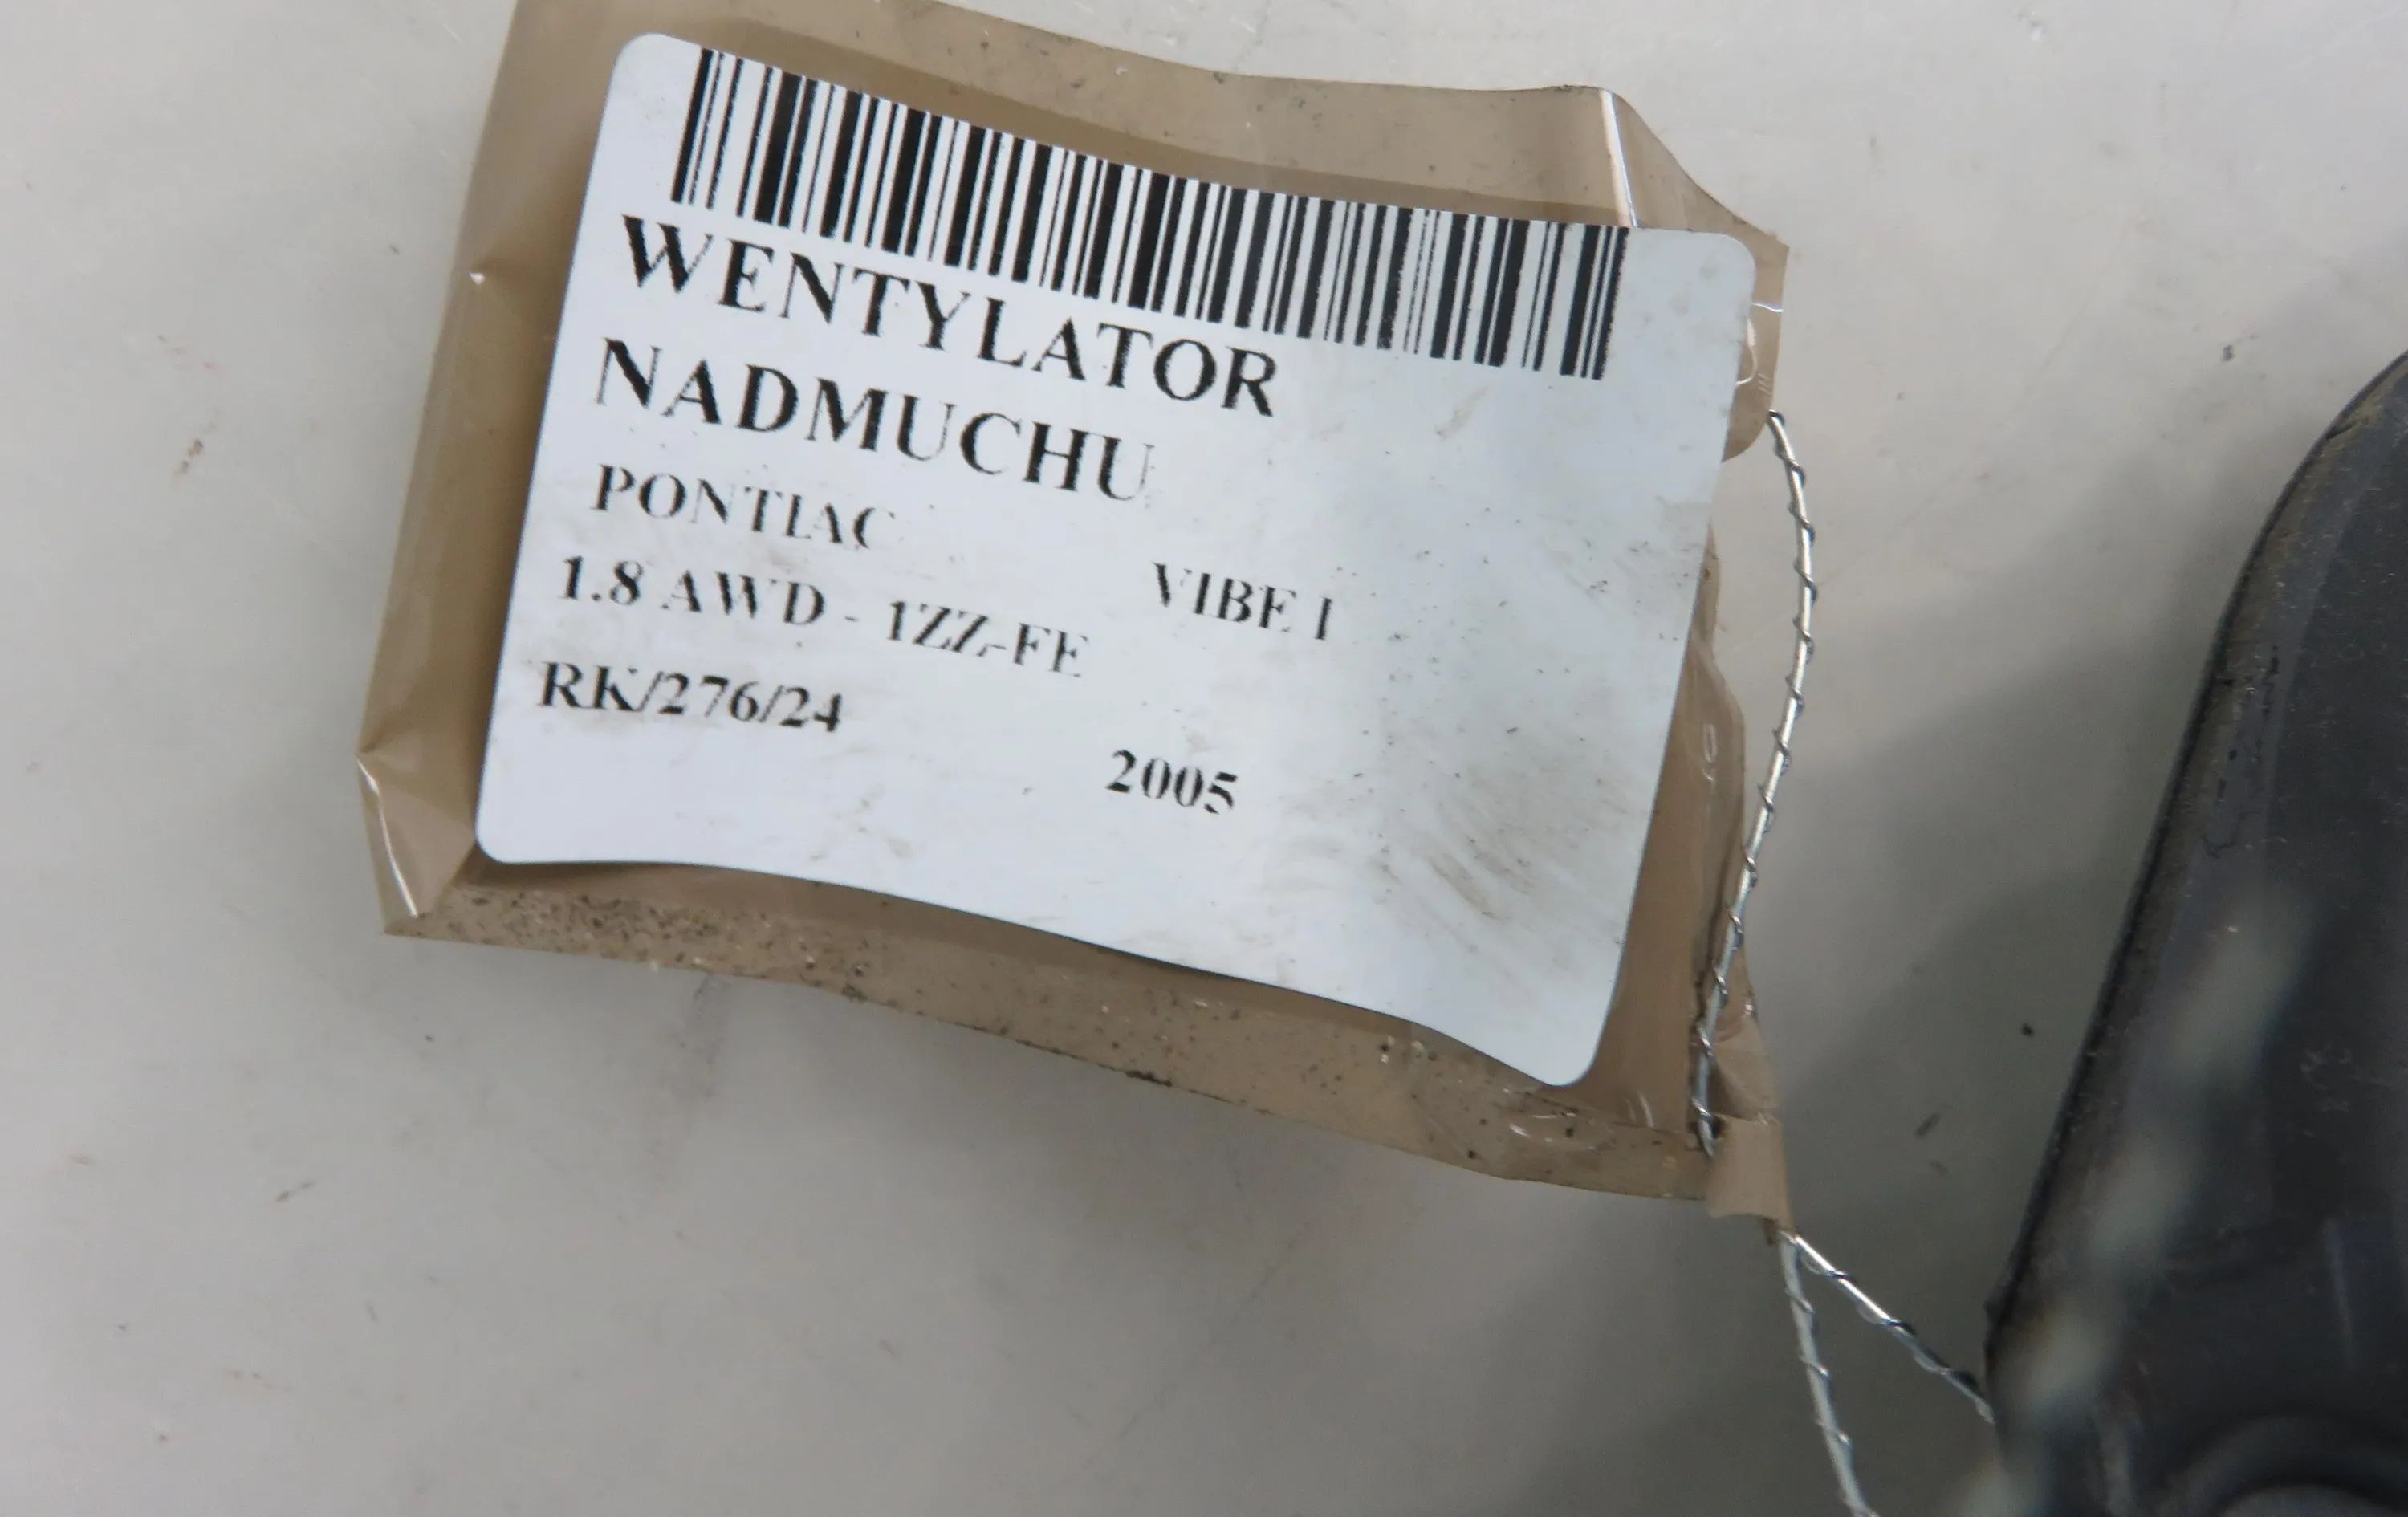 WENTYLATOR
NADMUCHU
PONTIAC VIBE I
1.8 AWD - 1ZZ-FE
RK/276/24
2005